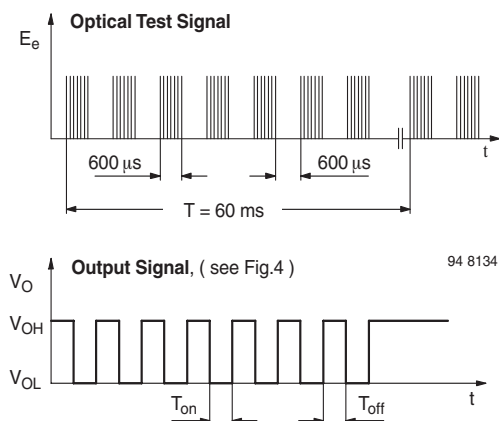 Optical Test Signal
Ee
600 µs
600 µs
t
T = 60 ms
Output Signal, ( see Fig.4 )
94 8134
VO
VOH
VOL
Ton
Toff
t